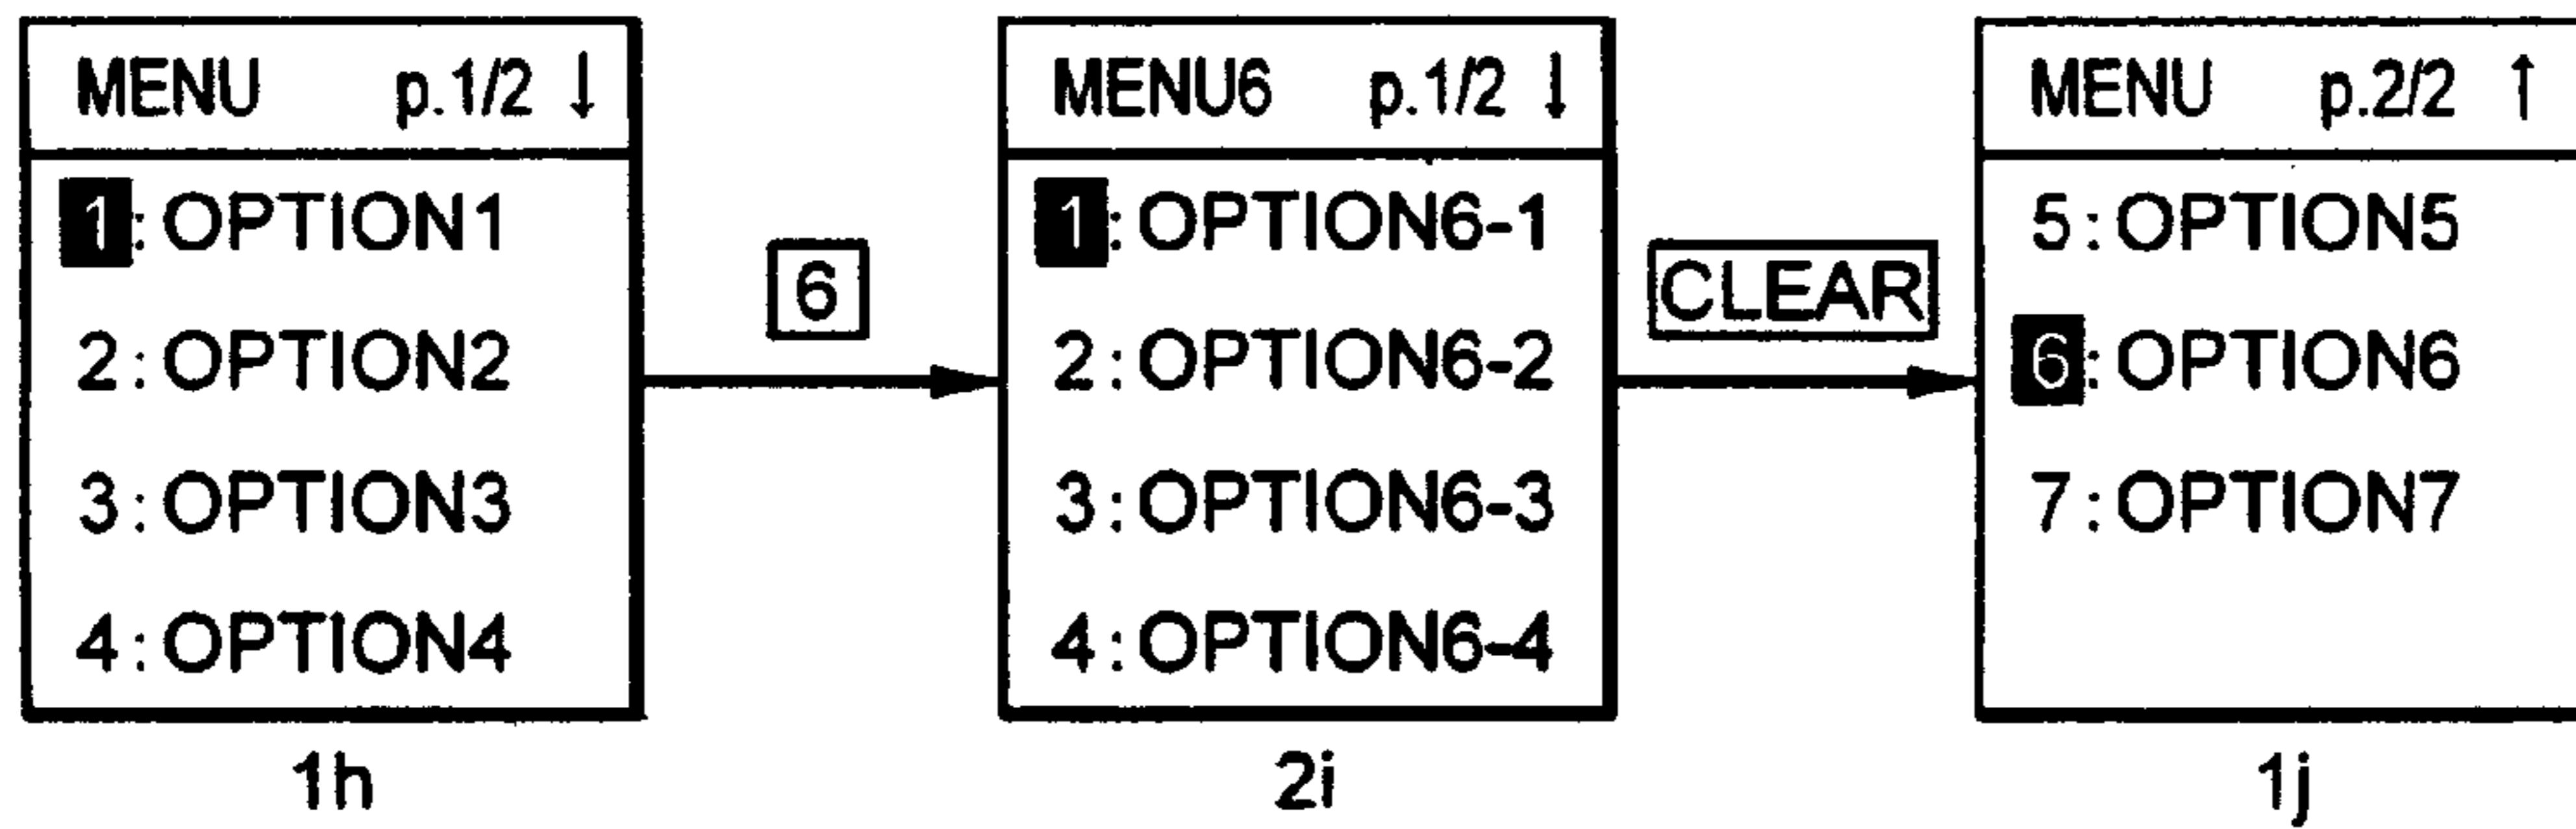 MENU p.1/2 ↓
1:OPTION1
2:OPTION2
3:OPTION3
4:OPTION4
1h
6
MENU6 p.1/2 ↓
1:OPTION6-1
2:OPTION6-2
3:OPTION6-3
4:OPTION6-4
2i
CLEAR
MENU p.2/2 ↑
5:OPTION5
6:OPTION6
7:OPTION7
1j